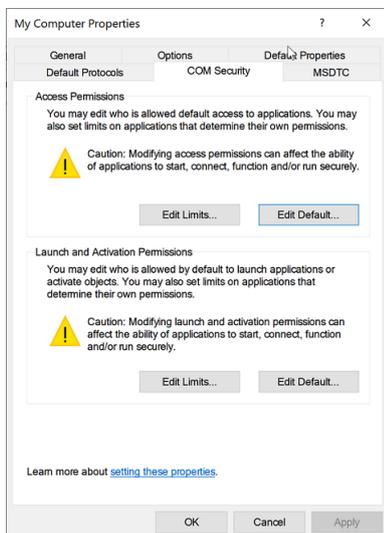 My Computer Properties ? ×
General Options Default Properties
Default Protocols COM Security MSDTC
Access Permissions
You may edit who is allowed default access to applications. You may
also set limits on applications that determine their own permissions.
Caution: Modifying access permissions can affect the ability
of applications to start, connect, function and/or run securely.
Edit Limits... Edit Default...
Launch and Activation Permissions
You may edit who is allowed by default to launch applications or
activate objects. You may also set limits on applications that
determine their own permissions.
Caution: Modifying launch and activation permissions can
affect the ability of applications to start, connect, function
and/or run securely.
Edit Limits... Edit Default...
Learn more about setting these properties.
OK Cancel Apply